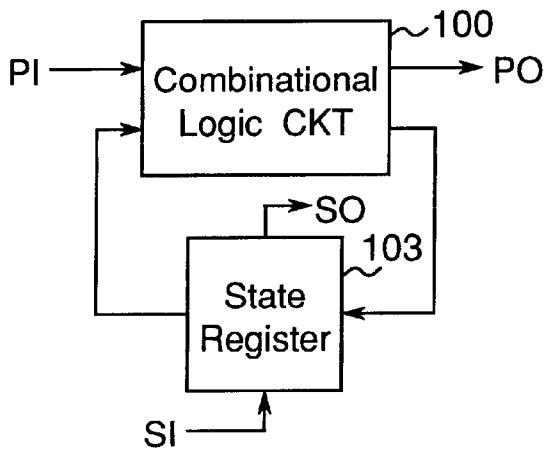 100
PI
Combinational
Logic CKT
PO
SO
103
State
Register
SI